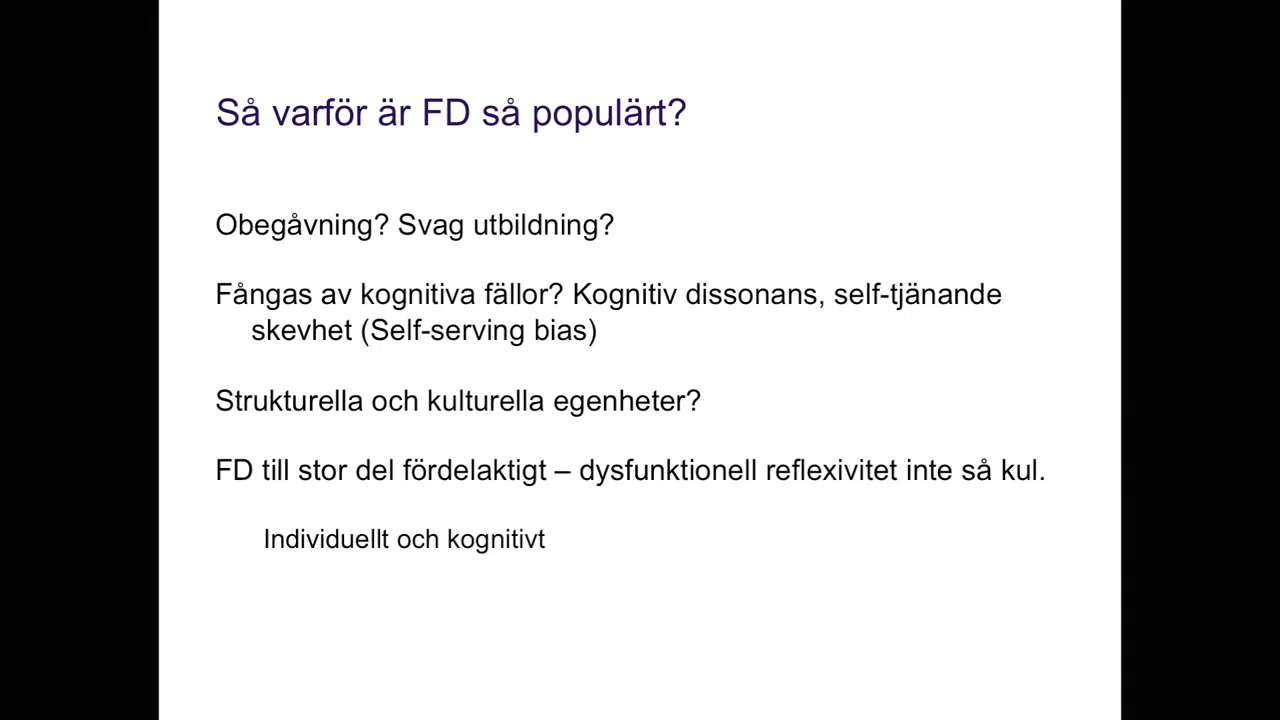 Så varför är FD så populärt?
Obegåvning? Svag utbildning?
Fångas av kognitiva fällor? Kognitiv dissonans, self-tjänande
skevhet (Self-serving bias)
Strukturella och kulturella egenheter?
FD till stor del fördelaktigt – dysfunktionell reflexivitet inte så kul.
Individuellt och kognitivt